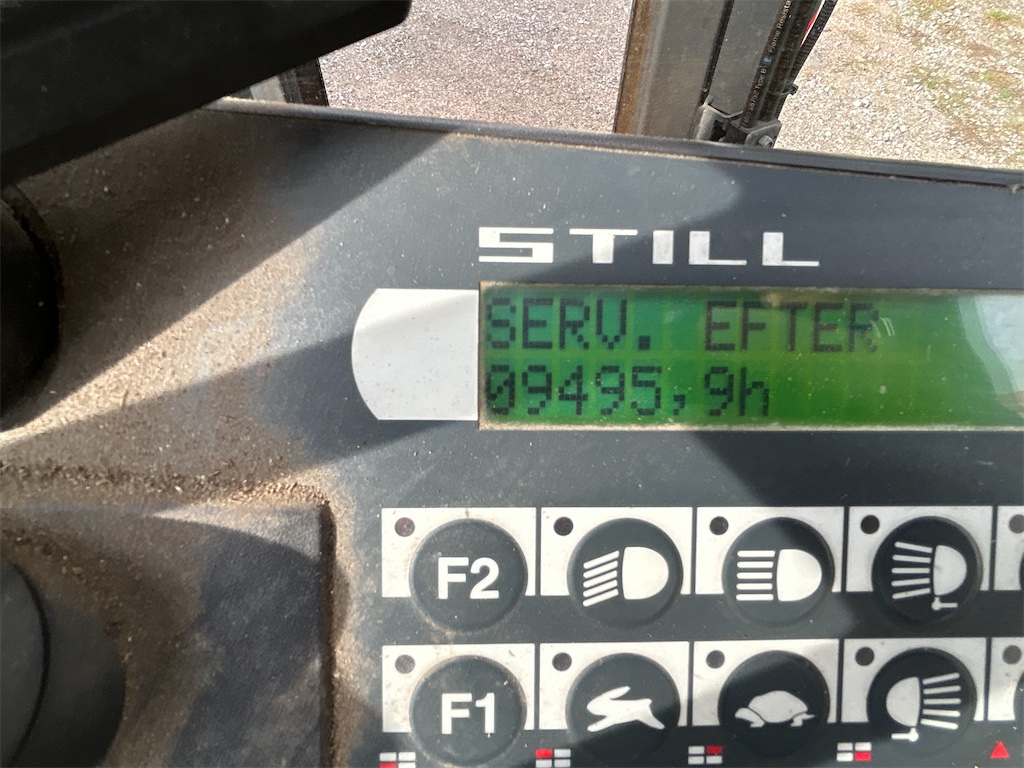 STILL
SERV. EFTER
09495,9h
F2
F1